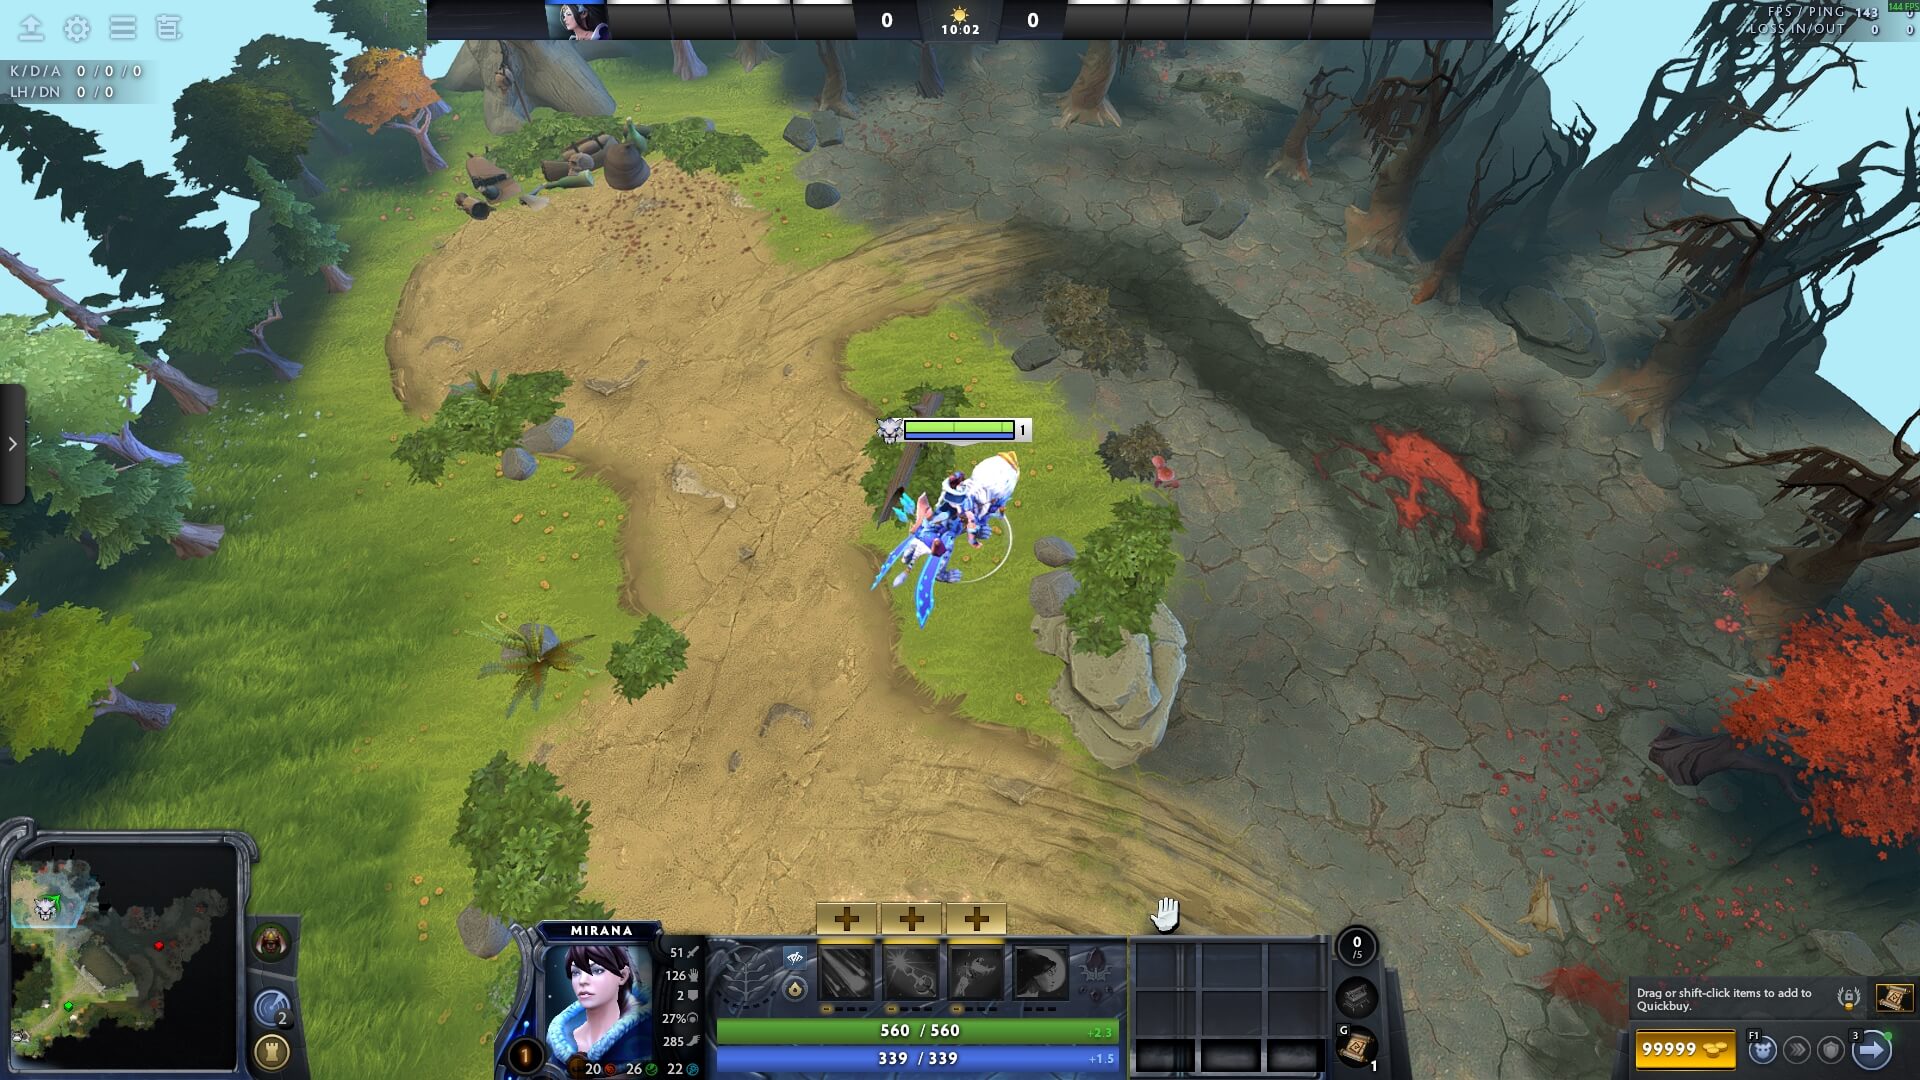 0 10:02 0
FPS / PING 143 0
144 FPS
LOSS IN/OUT 0 0
K/D/A 0 / 0 / 0
LH/DN 0 / 0
1
MIRANA
51
126
2
27%
285
20 26 22
1
2
560 / 560 +2.3
339 / 339 +1.5
0
/5
G
1
Drag or shift-click items to add to
Quickbuy.
99999
F1
3